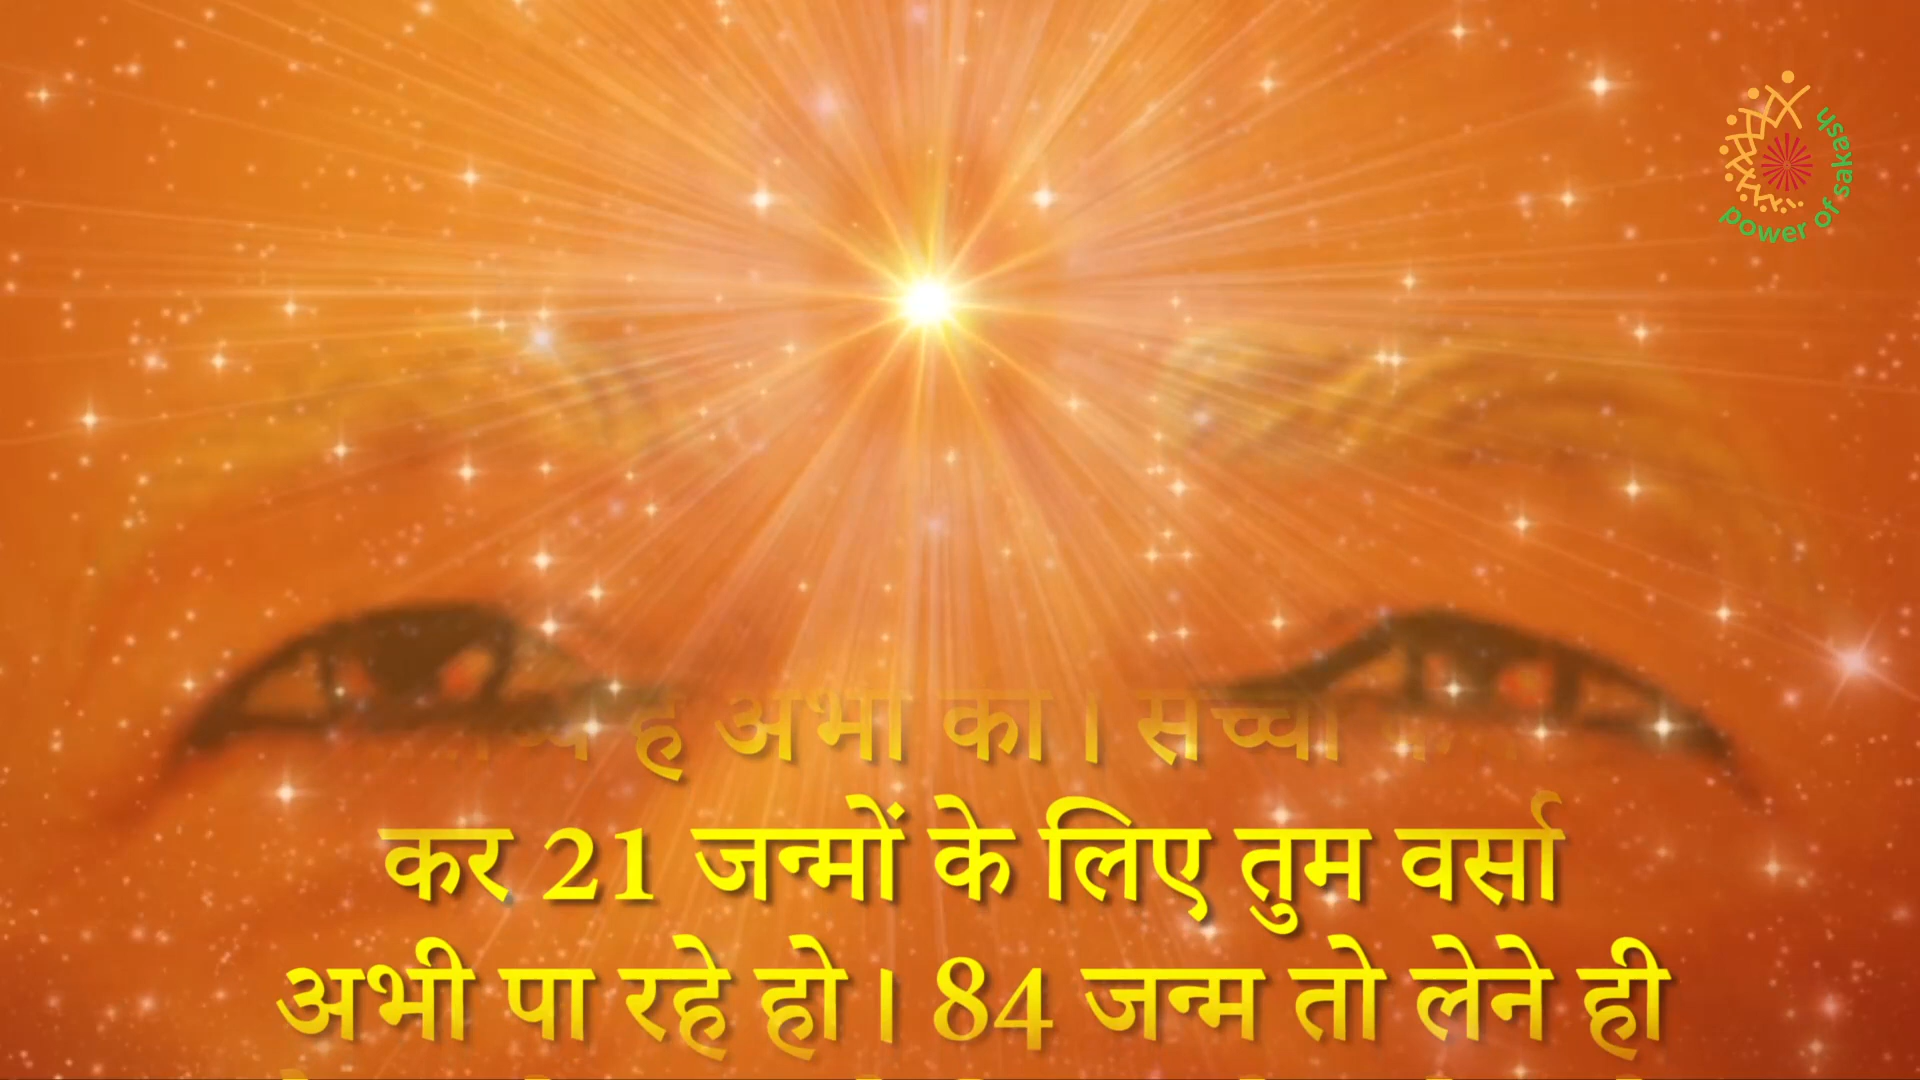 power of sakash
है अभी का। सच्ची
कर 21 जन्मों के लिए तुम वर्सा
अभी पा रहे हो। 84 जन्म तो लेने ही